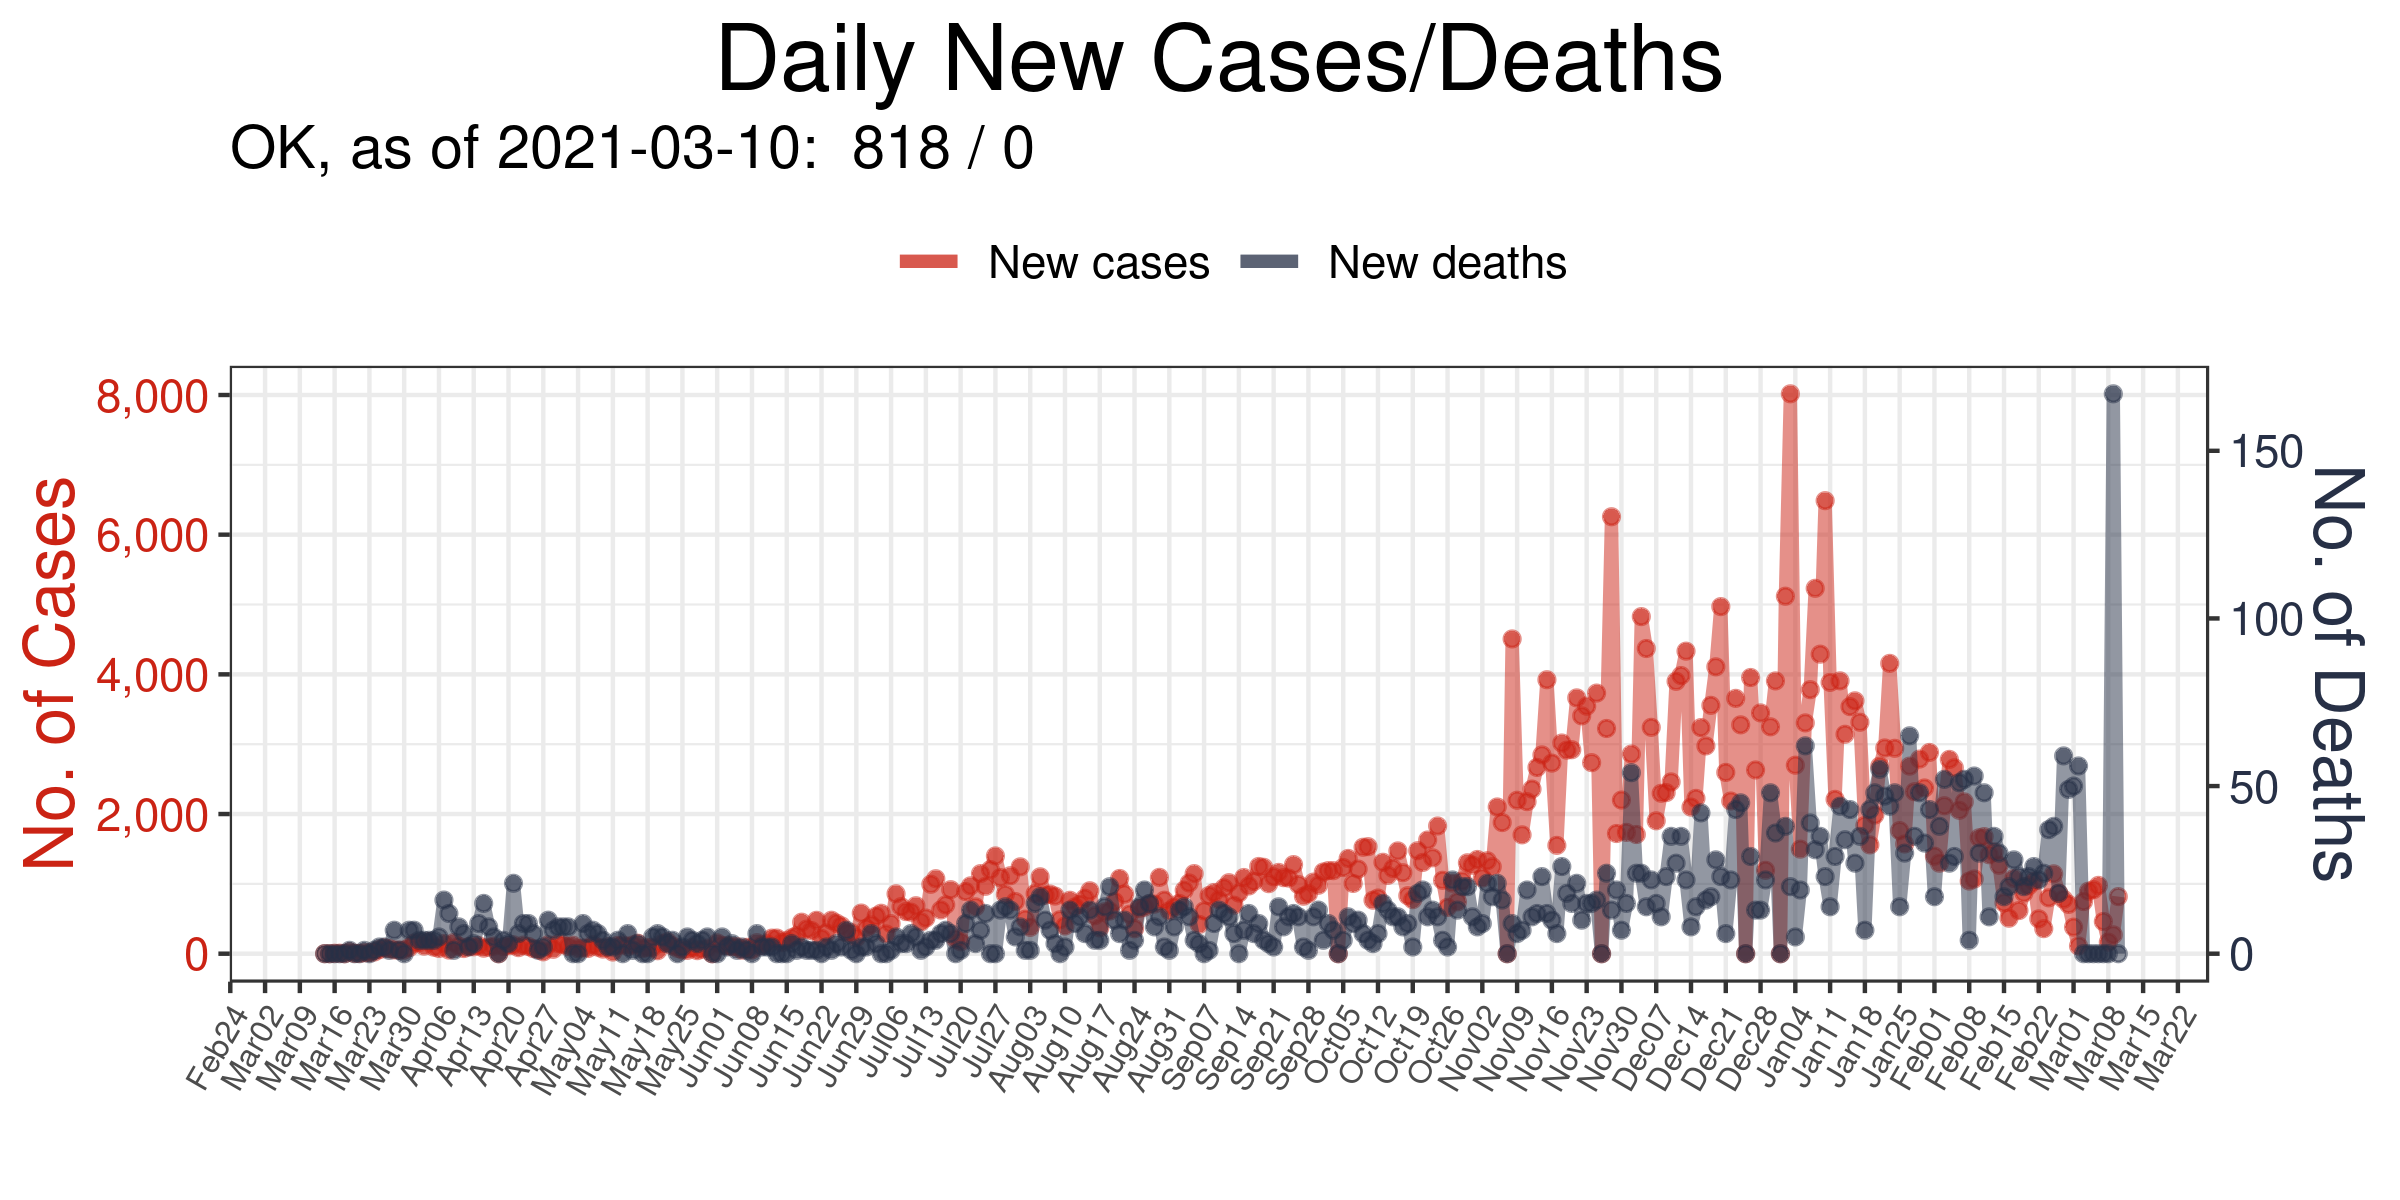 Daily New Cases/Deaths
OK, as of 2021-03-10:  818 / 0
New cases
New deaths
No. of Cases
8,000
6,000
4,000
2,000
0
150
100
50
0
No. of Deaths
Feb24
Mar02
Mar09
Mar16
Mar23
Mar30
Apr06
Apr13
Apr20
Apr27
May04
May11
May18
May25
Jun01
Jun08
Jun15
Jun22
Jun29
Jul06
Jul13
Jul20
Jul27
Aug03
Aug10
Aug17
Aug24
Aug31
Sep07
Sep14
Sep21
Sep28
Oct05
Oct12
Oct19
Oct26
Nov02
Nov09
Nov16
Nov23
Nov30
Dec07
Dec14
Dec21
Dec28
Jan04
Jan11
Jan18
Jan25
Feb01
Feb08
Feb15
Feb22
Mar01
Mar08
Mar15
Mar22